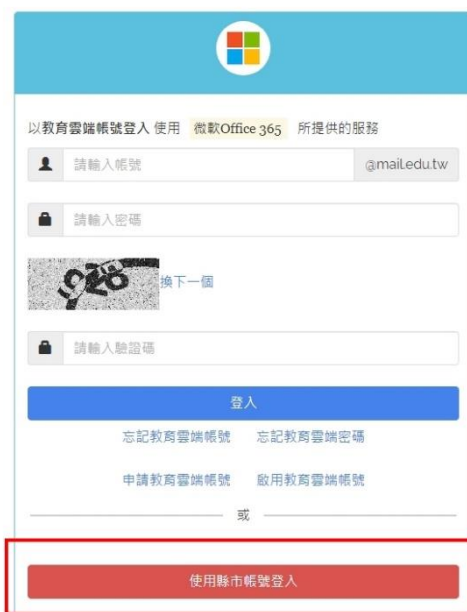 以教育雲端帳號登入 使用 微軟Office 365 所提供的服務
請輸入帳號 @mail.edu.tw
請輸入密碼
換下一個
請輸入驗證碼
登入
忘記教育雲端帳號 忘記教育雲端密碼
申請教育雲端帳號 啟用教育雲端帳號
或
使用縣市帳號登入